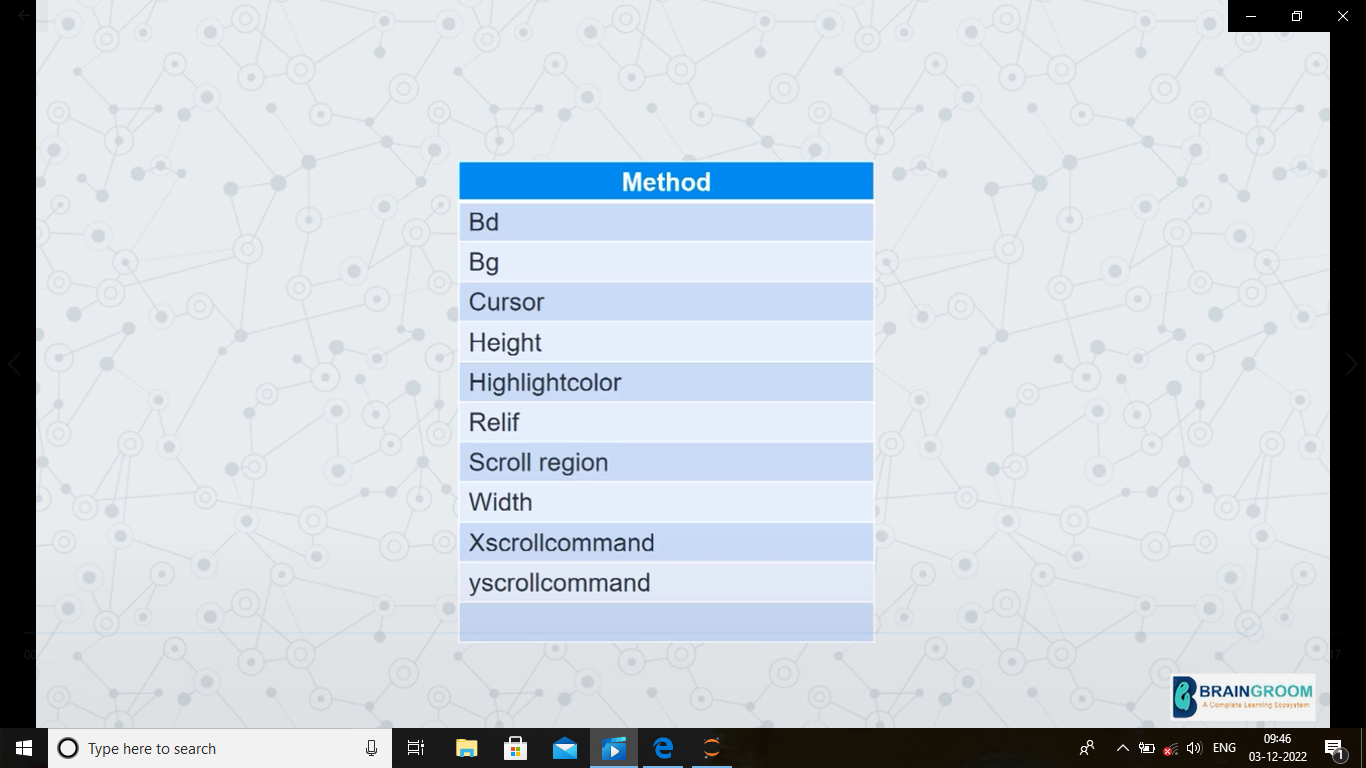 Method
Bd
Bg
Cursor
Height
Highlightcolor
Relif
Scroll region
Width
Xscrollcommand
yscrollcommand
BRAINGROOM
A Complete Learning Ecosystem
Type here to search
ENG
09:46
03-12-2022
1